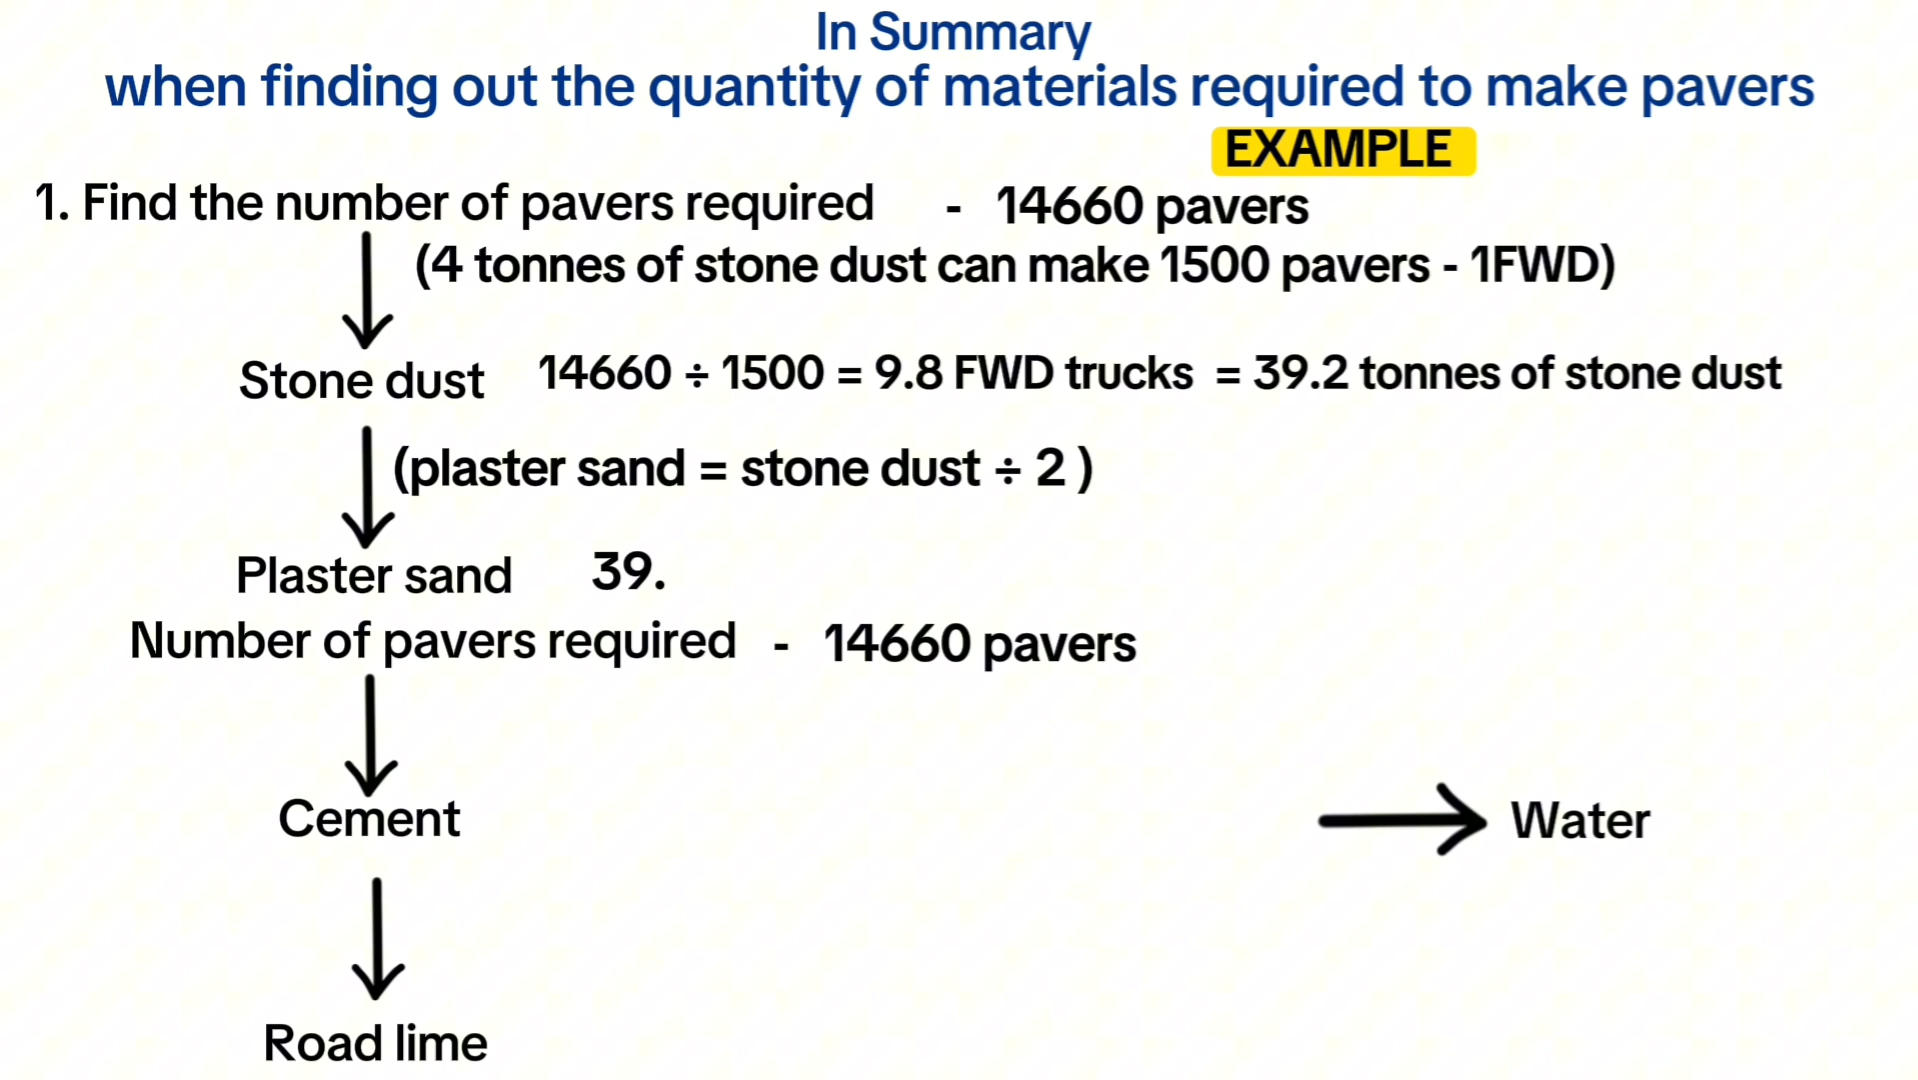 In Summary
when finding out the quantity of materials required to make pavers
EXAMPLE
1. Find the number of pavers required - 14660 pavers
(4 tonnes of stone dust can make 1500 pavers - 1FWD)
Stone dust 14660 ÷ 1500 = 9.8 FWD trucks = 39.2 tonnes of stone dust
(plaster sand = stone dust ÷ 2 )
Plaster sand 39.
Number of pavers required - 14660 pavers
Cement
Water
Road lime